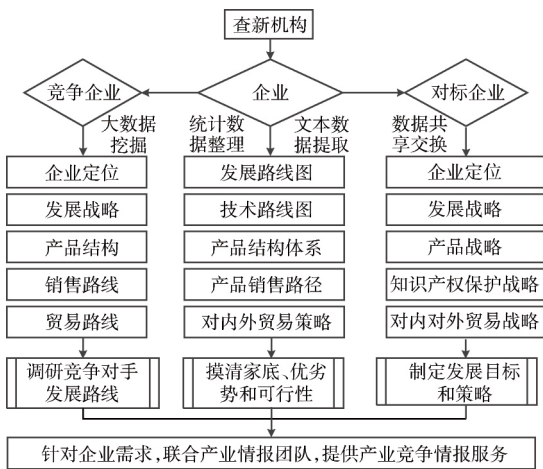 查新机构
竞争企业
企业
对标企业
大数据
挖掘
统计数
据整理
文本数
据提取
数据共
享交换
企业定位
发展战略
产品结构
销售路线
贸易路线
调研竞争对手
发展路线
发展路线图
技术路线图
产品结构体系
产品销售路径
对内外贸易策略
摸清家底、优劣
势和可行性
企业定位
发展战略
产品战略
知识产权保护战略
对内对外贸易战略
制定发展目标
和策略
针对企业需求,联合产业情报团队,提供产业竞争情报服务